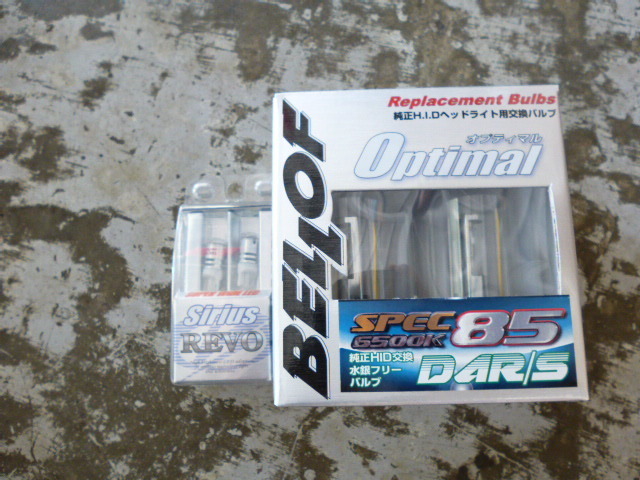 Replacement Bulbs
純正H.I.Dヘッドライト用交換バルブ
オプティマル
Optimal
BELLOF
SPEC 85
6500K
純正HID交換
水銀フリー
バルブ
DAR/S
Sirius
REVO